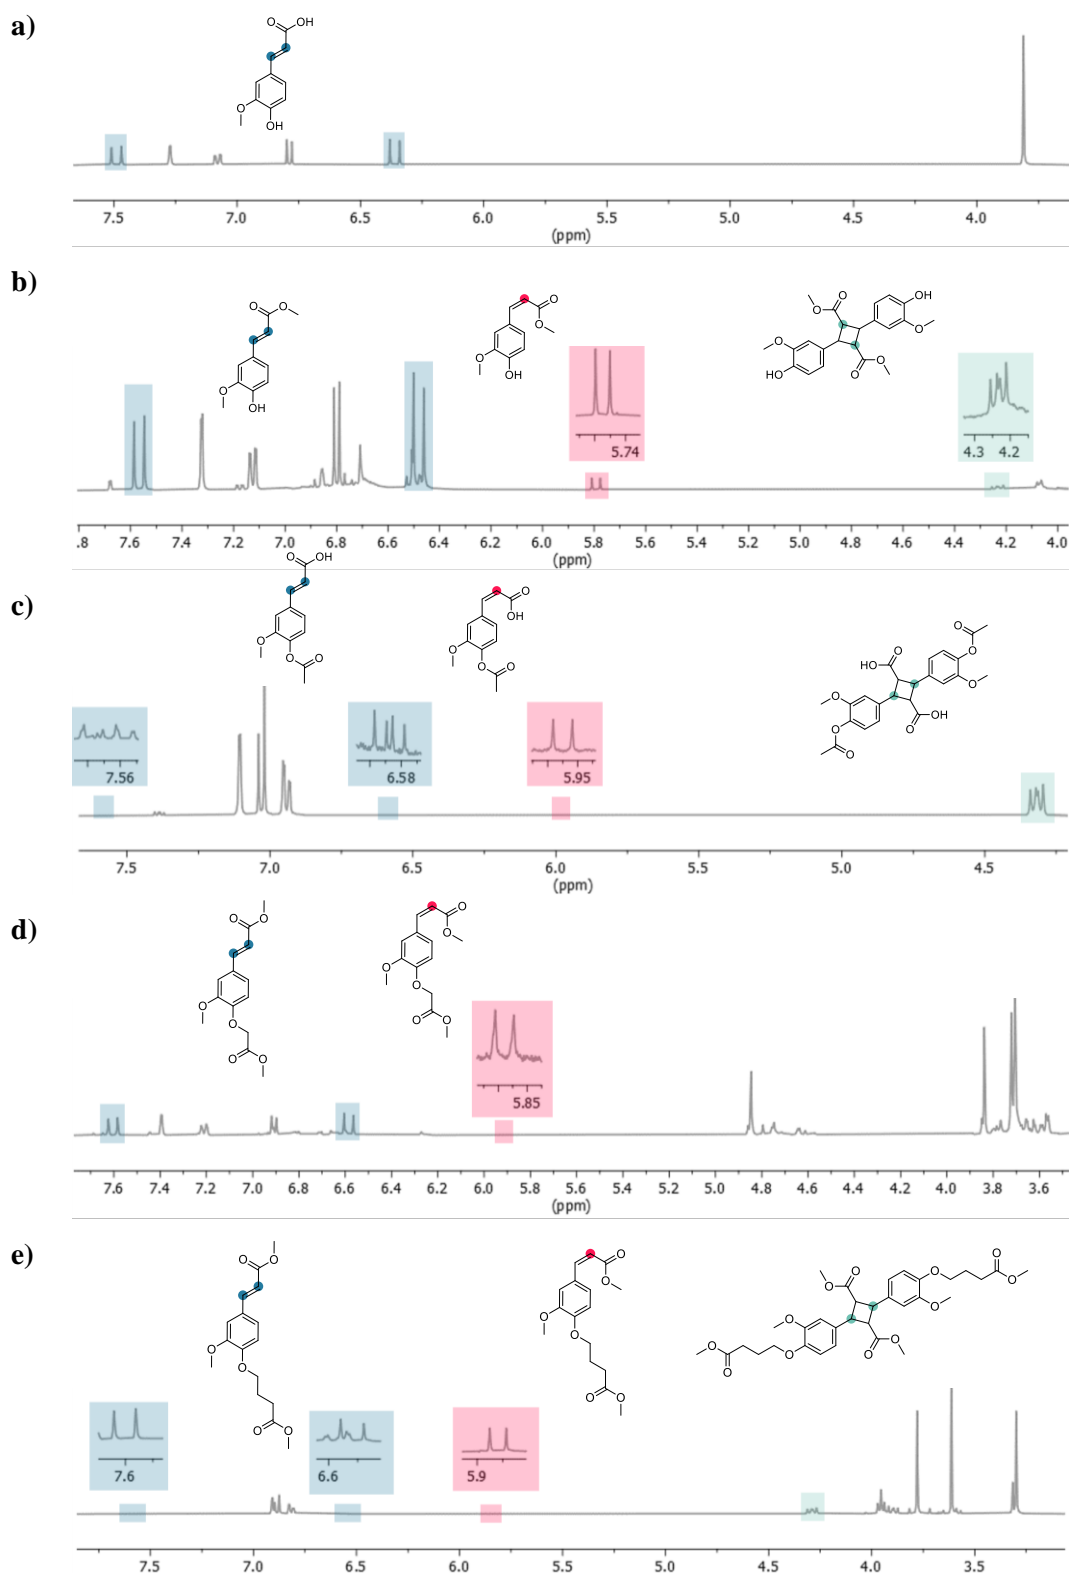 a)
O OH
O
OH
7.5 7.0 6.5 6.0 5.5 5.0 4.5 4.0
(ppm)
b)
O O
O
OH
O
O
O
OH
5.74
O
O
OH
O
O
HO
O
O
4.3 4.2
.8 7.6 7.4 7.2 7.0 6.8 6.6 6.4 6.2 6.0 5.8 5.6 5.4 5.2 5.0 4.8 4.6 4.4 4.2 4.0
(ppm)
c)
O OH
O
O O
7.56
6.58
O
OH
O
O
O
5.95
O
O
O
HO
O
O
OH
O
O
O
7.5 7.0 6.5 6.0 5.5 5.0 4.5
(ppm)
d)
O O
O
O
O
O
O
O
O
O
O
O
5.85
7.6 7.4 7.2 7.0 6.8 6.6 6.4 6.2 6.0 5.8 5.6 5.4 5.2 5.0 4.8 4.6 4.4 4.2 4.0 3.8 3.6
(ppm)
e)
O O
O
O
O
O
7.6
6.6
O
O
O
O
O
O
5.9
O
O
O
O
O
O
O
O
O
O
O
O
7.5 7.0 6.5 6.0 5.5 5.0 4.5 4.0 3.5
(ppm)